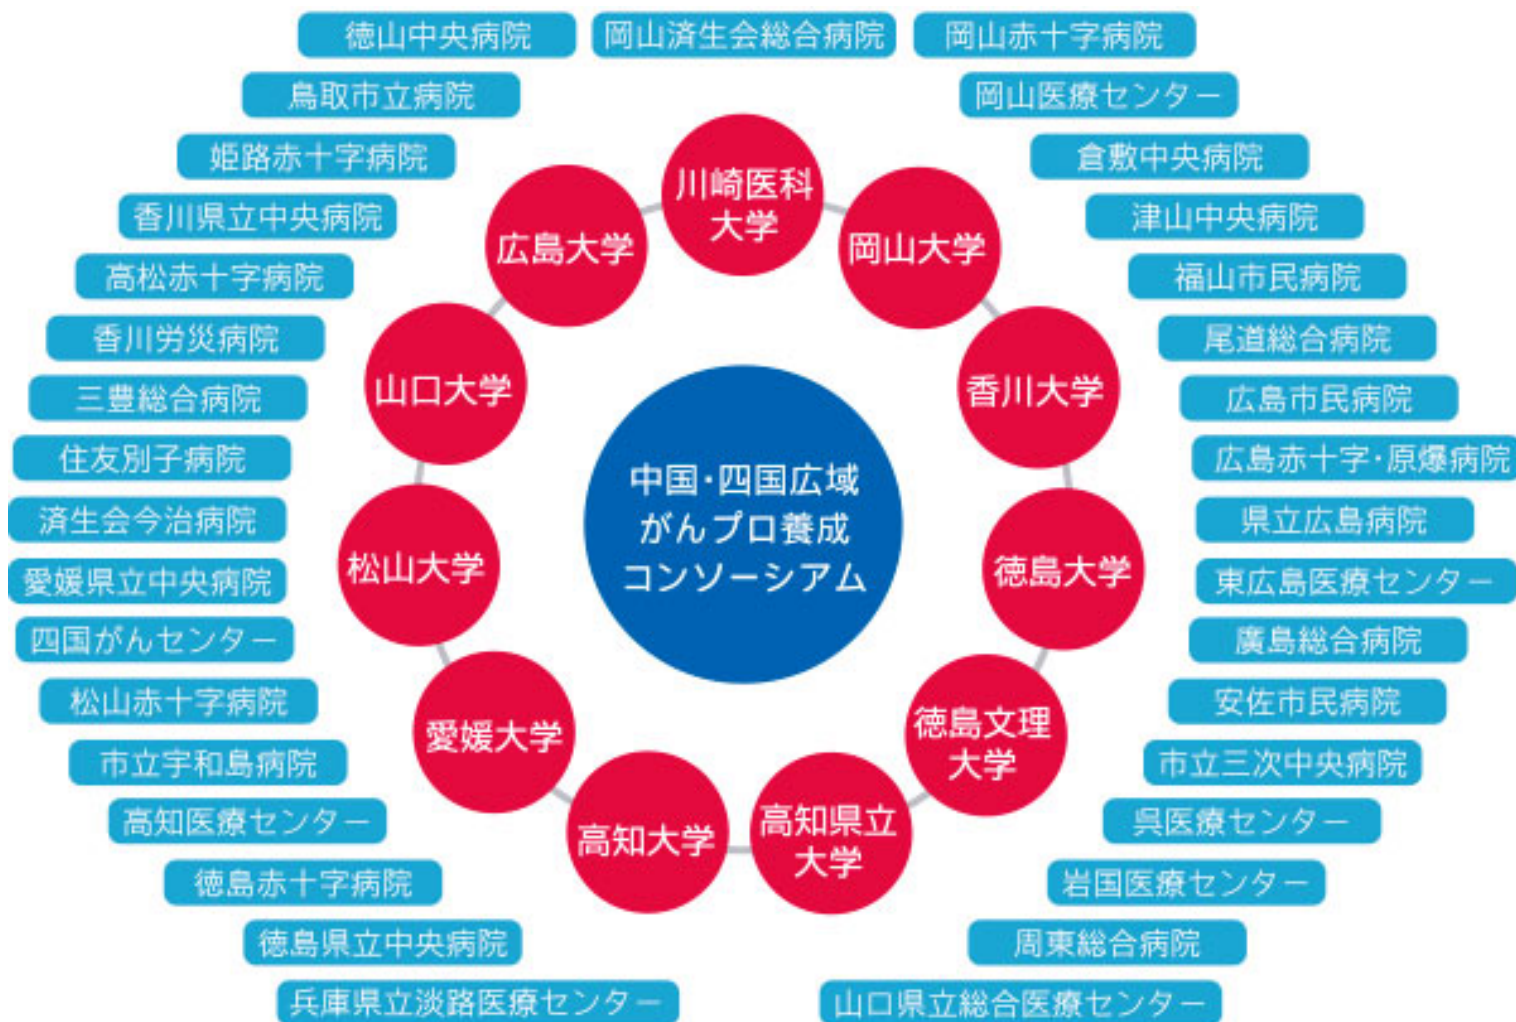 徳山中央病院
岡山済生会総合病院
岡山赤十字病院
鳥取市立病院
岡山医療センター
姫路赤十字病院
倉敷中央病院
香川県立中央病院
津山中央病院
高松赤十字病院
福山市民病院
香川労災病院
尾道総合病院
三豊総合病院
広島市民病院
住友別子病院
広島赤十字・原爆病院
済生会今治病院
県立広島病院
愛媛県立中央病院
東広島医療センター
四国がんセンター
廣島総合病院
松山赤十字病院
安佐市民病院
市立宇和島病院
市立三次中央病院
高知医療センター
呉医療センター
徳島赤十字病院
岩国医療センター
徳島県立中央病院
周東総合病院
兵庫県立淡路医療センター
山口県立総合医療センター
川崎医科
大学
広島大学
岡山大学
山口大学
香川大学
松山大学
徳島大学
愛媛大学
徳島文理
大学
高知大学
高知県立
大学
中国・四国広域
がんプロ養成
コンソーシアム